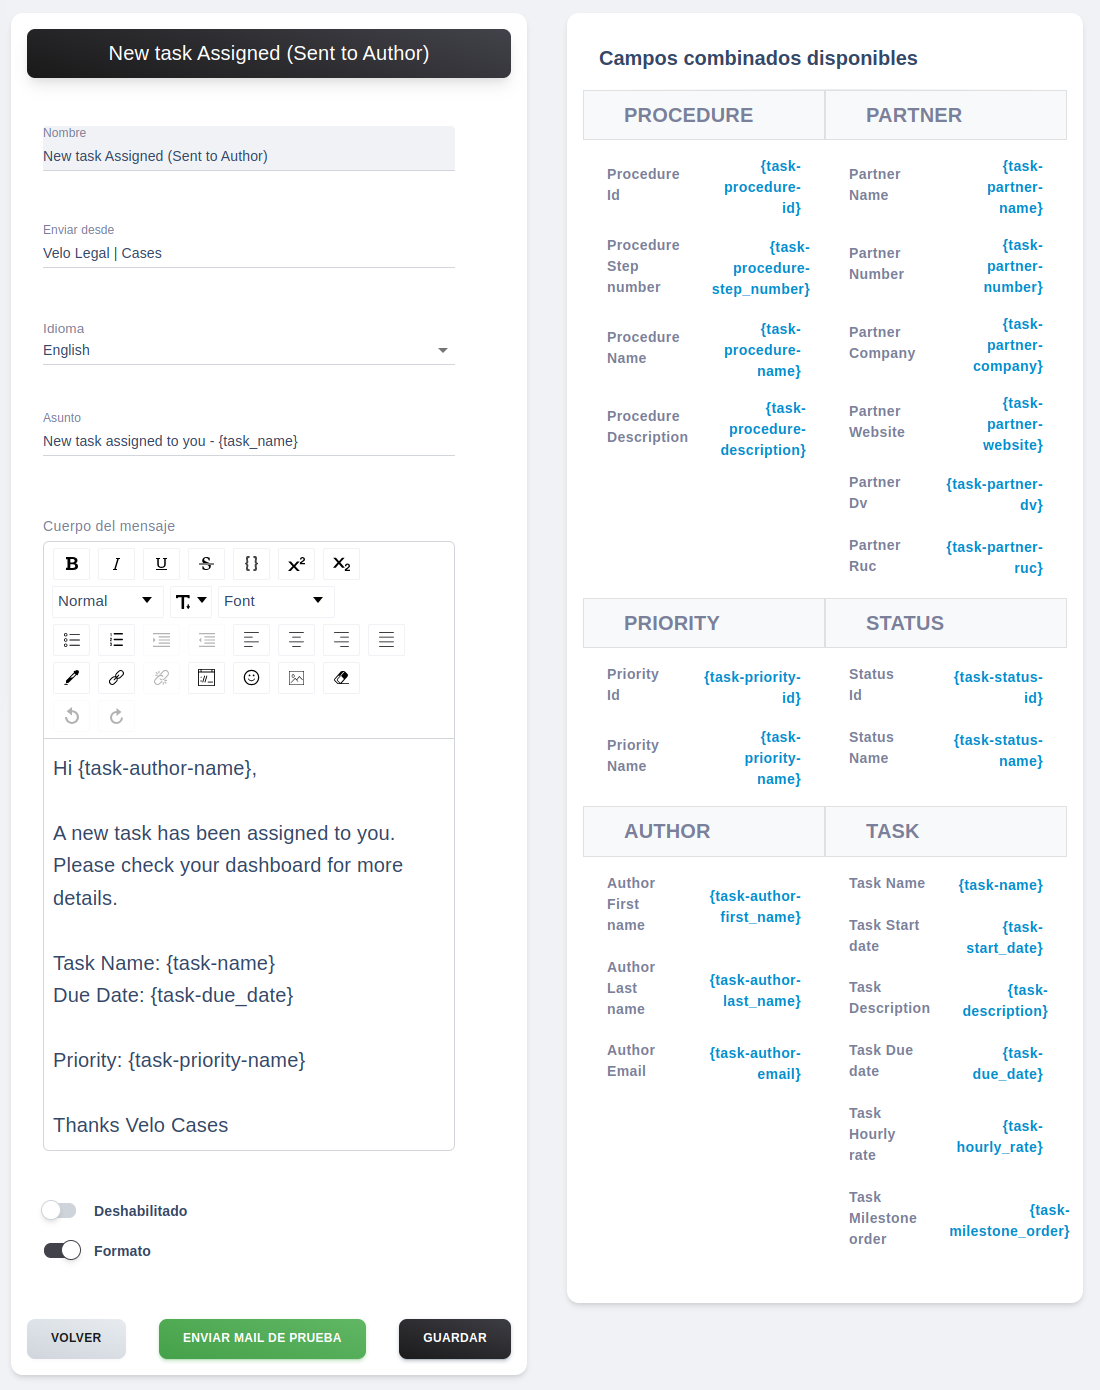 New task Assigned (Sent to Author)
Nombre
New task Assigned (Sent to Author)
Enviar desde
Velo Legal | Cases
Idioma
English
Asunto
New task assigned to you - {task_name}
Cuerpo del mensaje
B I U S {} x² X₂
Normal
Font
Hi {task-author-name},
A new task has been assigned to you.
Please check your dashboard for more
details.
Task Name: {task-name}
Due Date: {task-due_date}
Priority: {task-priority-name}
Thanks Velo Cases
Deshabilitado
Formato
VOLVER
ENVIAR MAIL DE PRUEBA
GUARDAR
Campos combinados disponibles
PROCEDURE
Procedure
Id
{task-
procedure-
id}
Procedure
Step
number
{task-
procedure-
step_number}
Procedure
Name
{task-
procedure-
name}
Procedure
Description
{task-
procedure-
description}
PARTNER
Partner
Name
{task-
partner-
name}
Partner
Number
{task-
partner-
number}
Partner
Company
{task-
partner-
company}
Partner
Website
{task-
partner-
website}
Partner
Dv
{task-partner-
dv}
Partner
Ruc
{task-partner-
ruc}
PRIORITY
Priority
Id
{task-priority-
id}
Priority
Name
{task-
priority-
name}
STATUS
Status
Id
{task-status-
id}
Status
Name
{task-status-
name}
AUTHOR
Author
First
name
{task-author-
first_name}
Author
Last
name
{task-author-
last_name}
Author
Email
{task-author-
email}
TASK
Task Name
{task-name}
Task Start
date
{task-
start_date}
Task
Description
{task-
description}
Task Due
date
{task-
due_date}
Task
Hourly
rate
{task-
hourly_rate}
Task
Milestone
order
{task-
milestone_order}